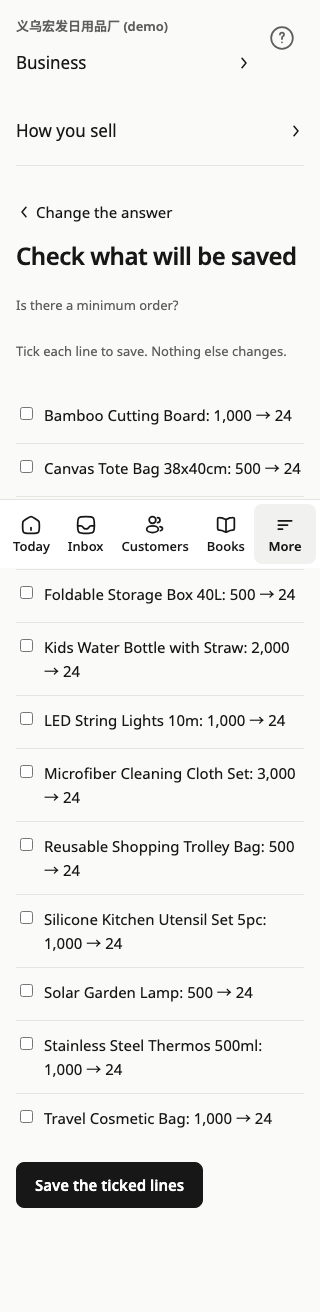 义乌宏发日用品厂 (demo)
Business
How you sell
Change the answer
Check what will be saved
Is there a minimum order?
Tick each line to save. Nothing else changes.
Bamboo Cutting Board: 1,000 → 24
Canvas Tote Bag 38x40cm: 500 → 24
Today
Inbox
Customers
Books
More
Foldable Storage Box 40L: 500 → 24
Kids Water Bottle with Straw: 2,000
→ 24
LED String Lights 10m: 1,000 → 24
Microfiber Cleaning Cloth Set: 3,000
→ 24
Reusable Shopping Trolley Bag: 500
→ 24
Silicone Kitchen Utensil Set 5pc:
1,000 → 24
Solar Garden Lamp: 500 → 24
Stainless Steel Thermos 500ml:
1,000 → 24
Travel Cosmetic Bag: 1,000 → 24
Save the ticked lines